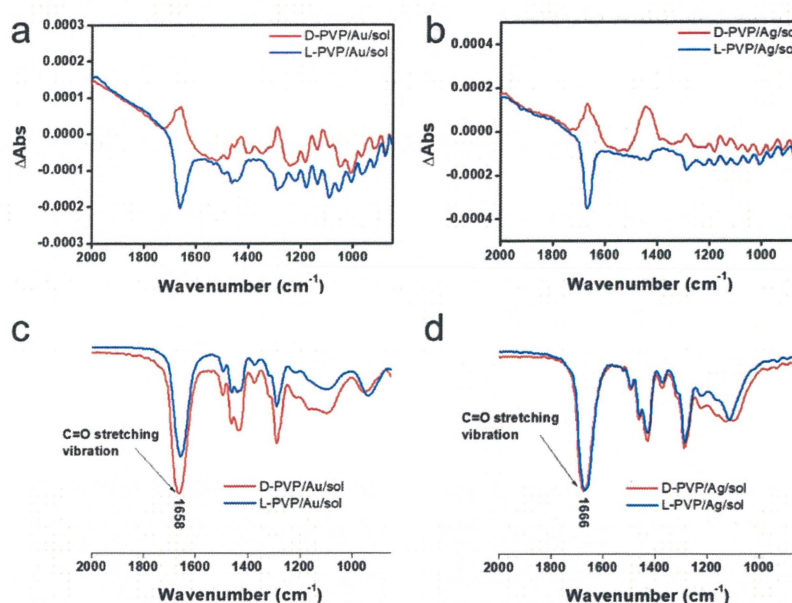 a
0.0003
0.0002
0.0001
0.0000
-0.0001
-0.0002
-0.0003
ΔAbs
D-PVP/Au/sol
L-PVP/Au/sol
2000 1800 1600 1400 1200 1000
Wavenumber (cm⁻¹)
b
0.0004
0.0002
0.0000
-0.0002
-0.0004
ΔAbs
D-PVP/Ag/sol
L-PVP/Ag/sol
2000 1800 1600 1400 1200 1000
Wavenumber (cm⁻¹)
c
C=O stretching
vibration
1658
D-PVP/Au/sol
L-PVP/Au/sol
2000 1800 1600 1400 1200 1000
Wavenumber (cm⁻¹)
d
C=O stretching
vibration
1666
D-PVP/Ag/sol
L-PVP/Ag/sol
2000 1800 1600 1400 1200 1000
Wavenumber (cm⁻¹)